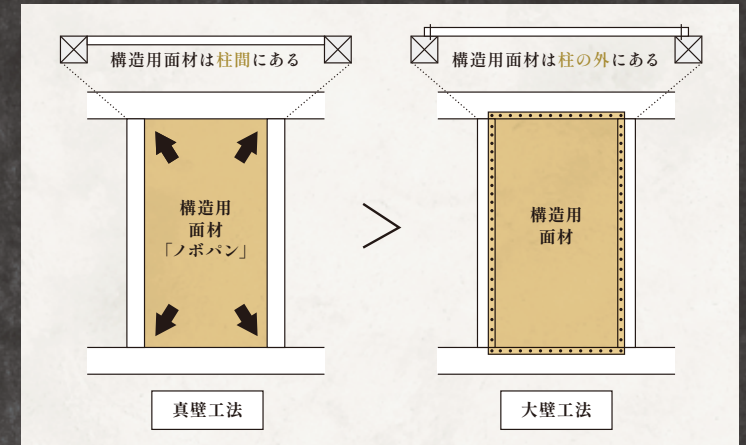 構造用面材は柱間にある
構造用面材は柱の外にある
構造用
面材
「ノボパン」
構造用
面材
真壁工法
大壁工法